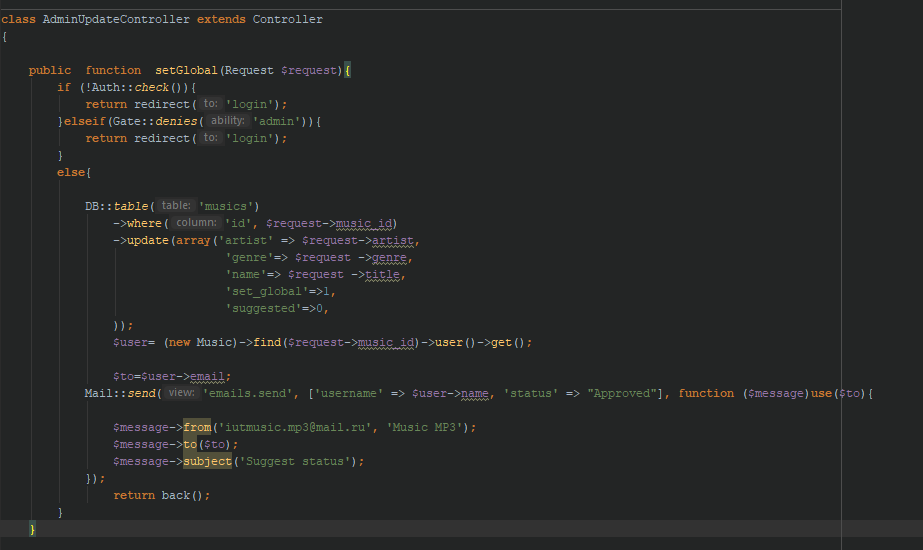 class AdminUpdateController extends Controller
{
public function setGlobal(Request $request){
if (!Auth::check()){
return redirect( to: 'login');
}elseif(Gate::denies( ability: 'admin')){
return redirect( to: 'login');
}
else{
DB::table( table: 'musics')
->where( column: 'id', $request->music_id)
->update(array('artist' => $request->artist,
'genre'=> $request ->genre,
'name'=> $request ->title,
'set_global'=>1,
'suggested'=>0,
));
$user= (new Music)->find($request->music_id)->user()->get();
$to=$user->email;
Mail::send( view: 'emails.send', ['username' => $user->name, 'status' => "Approved"], function ($message)use($to){
$message->from('iutmusic.mp3@mail.ru', 'Music MP3');
$message->to($to);
$message->subject('Suggest status');
});
return back();
}
}